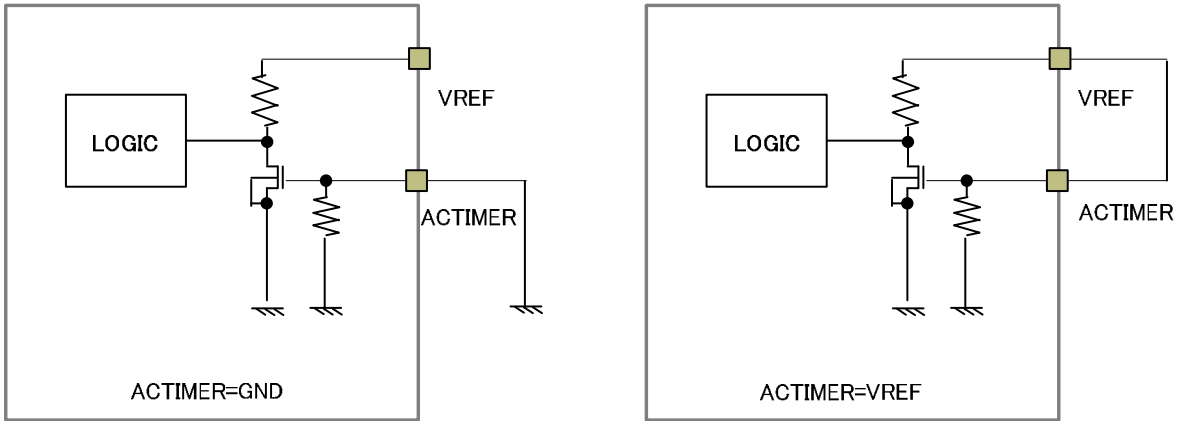 VREF
LOGIC
ACTIMER
ACTIMER=GND
VREF
LOGIC
ACTIMER
ACTIMER=VREF